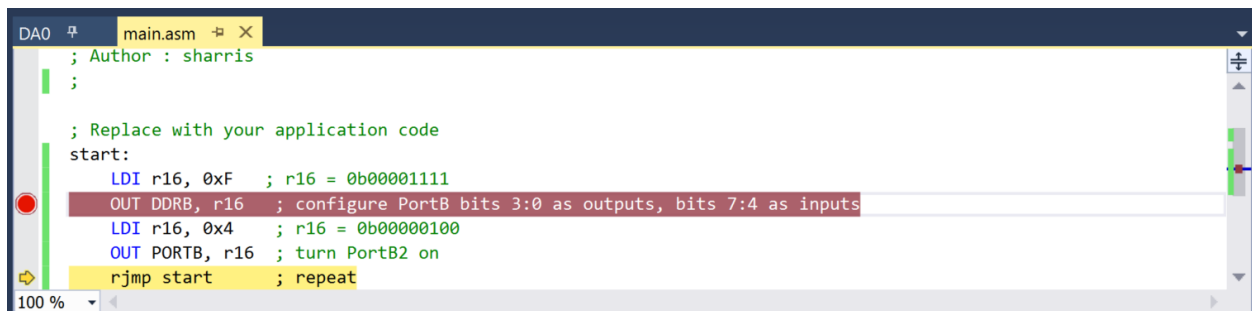 DA0 main.asm
; Author : sharris
;
; Replace with your application code
start:
LDI r16, 0xF ; r16 = 0b00001111
OUT DDRB, r16 ; configure PortB bits 3:0 as outputs, bits 7:4 as inputs
LDI r16, 0x4 ; r16 = 0b00000100
OUT PORTB, r16 ; turn PortB2 on
rjmp start ; repeat
100 %